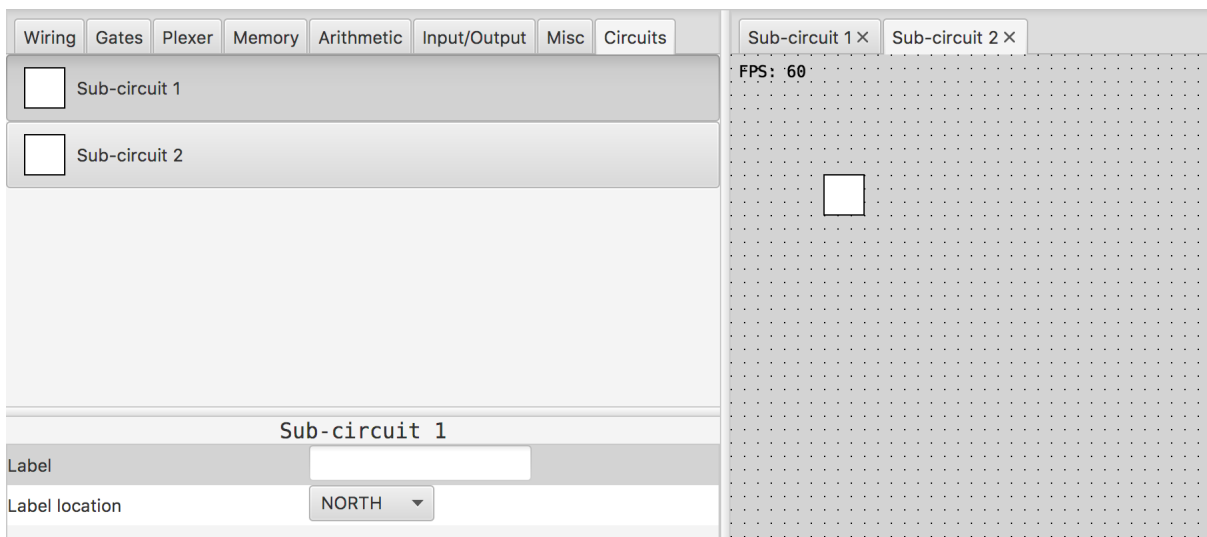 Wiring Gates Plexer Memory Arithmetic Input/Output Misc Circuits
Sub-circuit 1
Sub-circuit 2
Sub-circuit 1
Label
Label location NORTH
Sub-circuit 1 × Sub-circuit 2 ×
FPS: 60